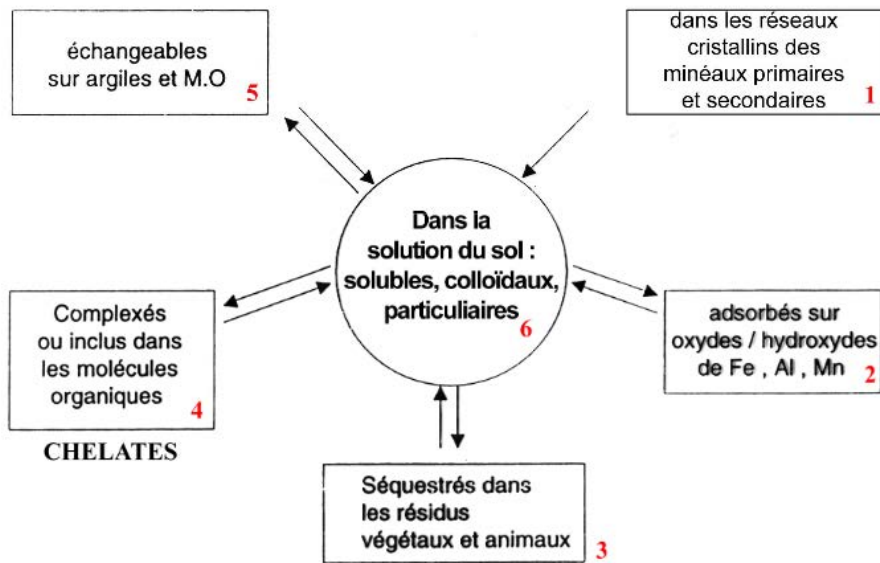 échangeables
sur argiles et M.O
5
dans les réseaux
cristallins des
minéaux primaires
et secondaires
1
Dans la
solution du sol :
solubles, colloïdaux,
particuliaires
6
Complexés
ou inclus dans
les molécules
organiques
4
CHELATES
adsorbés sur
oxydes / hydroxydes
de Fe , Al , Mn
2
Séquestrés dans
les résidus
végétaux et animaux
3